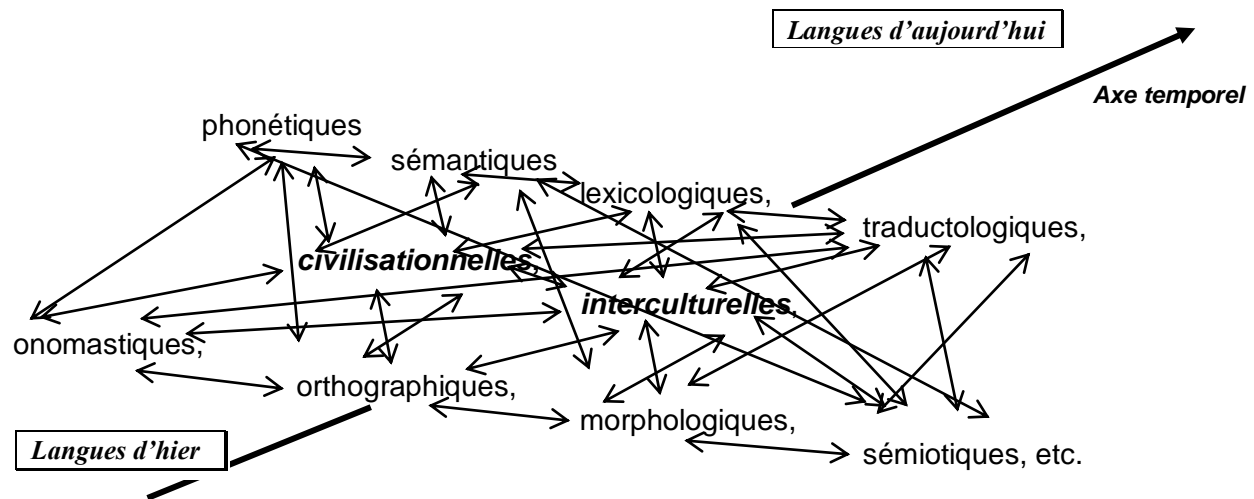 Langues d’aujourd’hui
Axe temporel
phonétiques
sémantiques
lexicologiques,
traductologiques,
civilisationnelles,
interculturelles,
onomastiques,
orthographiques,
morphologiques,
Langues d’hier
sémiotiques, etc.